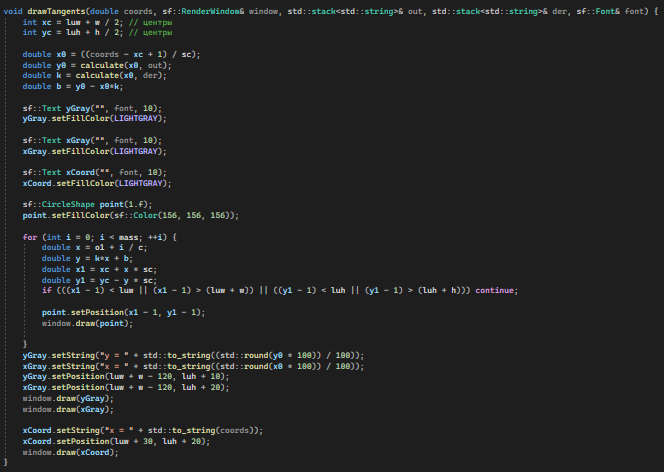 void drawTangents(double coords, sf::RenderWindow& window, std::stack<std::string>& out, std::stack<std::string>& der, sf::Font& font) {
int xc = luw + w / 2; // центры
int yc = luh + h / 2; // центры
double x0 = ((coords - xc + 1) / sc);
double y0 = calculate(x0, out);
double k = calculate(x0, der);
double b = y0 - x0*k;
sf::Text yGray("", font, 10);
yGray.setFillColor(LIGHTGRAY);
sf::Text xGray("", font, 10);
xGray.setFillColor(LIGHTGRAY);
sf::Text xCoord("", font, 10);
xCoord.setFillColor(LIGHTGRAY);
sf::CircleShape point(1.f);
point.setFillColor(sf::Color(156, 156, 156));
for (int i = 0; i < mass; ++i) {
double x = o1 + i / c;
double y = k*x + b;
double x1 = xc + x * sc;
double y1 = yc - y * sc;
if (((x1 - 1) < luw || (x1 - 1) > (luw + w)) || ((y1 - 1) < luh || (y1 - 1) > (luh + h))) continue;
point.setPosition(x1 - 1, y1 - 1);
window.draw(point);
}
yGray.setString("y = " + std::to_string((std::round(y0 * 100)) / 100));
xGray.setString("x = " + std::to_string((std::round(x0 * 100)) / 100));
yGray.setPosition(luw + w - 120, luh + 10);
xGray.setPosition(luw + w - 120, luh + 20);
window.draw(yGray);
window.draw(xGray);
xCoord.setString("x = " + std::to_string(coords));
xCoord.setPosition(luw + 30, luh + 20);
window.draw(xCoord);
}